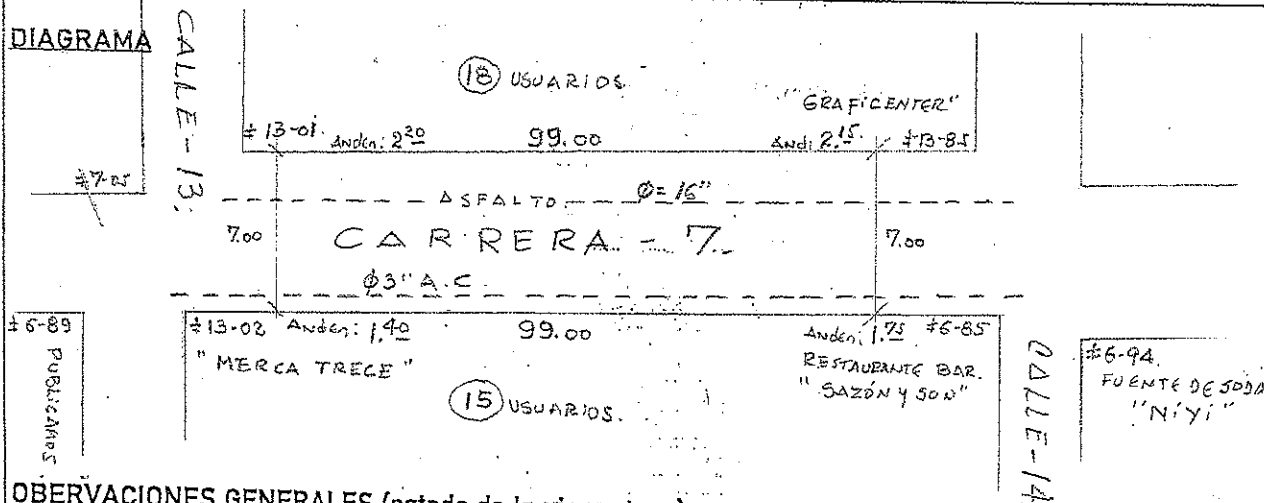 DIAGRAMA
CALLE-13.
18 USUARIOS.
"GRAFICENTER"
#13-01. Anden: 2.20 99.00 And: 2.15. #13-85
ASFALTO. Ø=16"
7.00 CARRERA-7. 7.00
Ø3" A.C.
#6-89 #13-02 Anden: 1.40 99.00 Anden: 1.75 #6-85
"MERCA TRECE"
RESTAURANTE BAR.
"SAZÓN Y SON"
15 USUARIOS.
CALLE-14
#6-94.
FUENTE DE SODA
"NIYI"
OBERVACIONES GENERALES